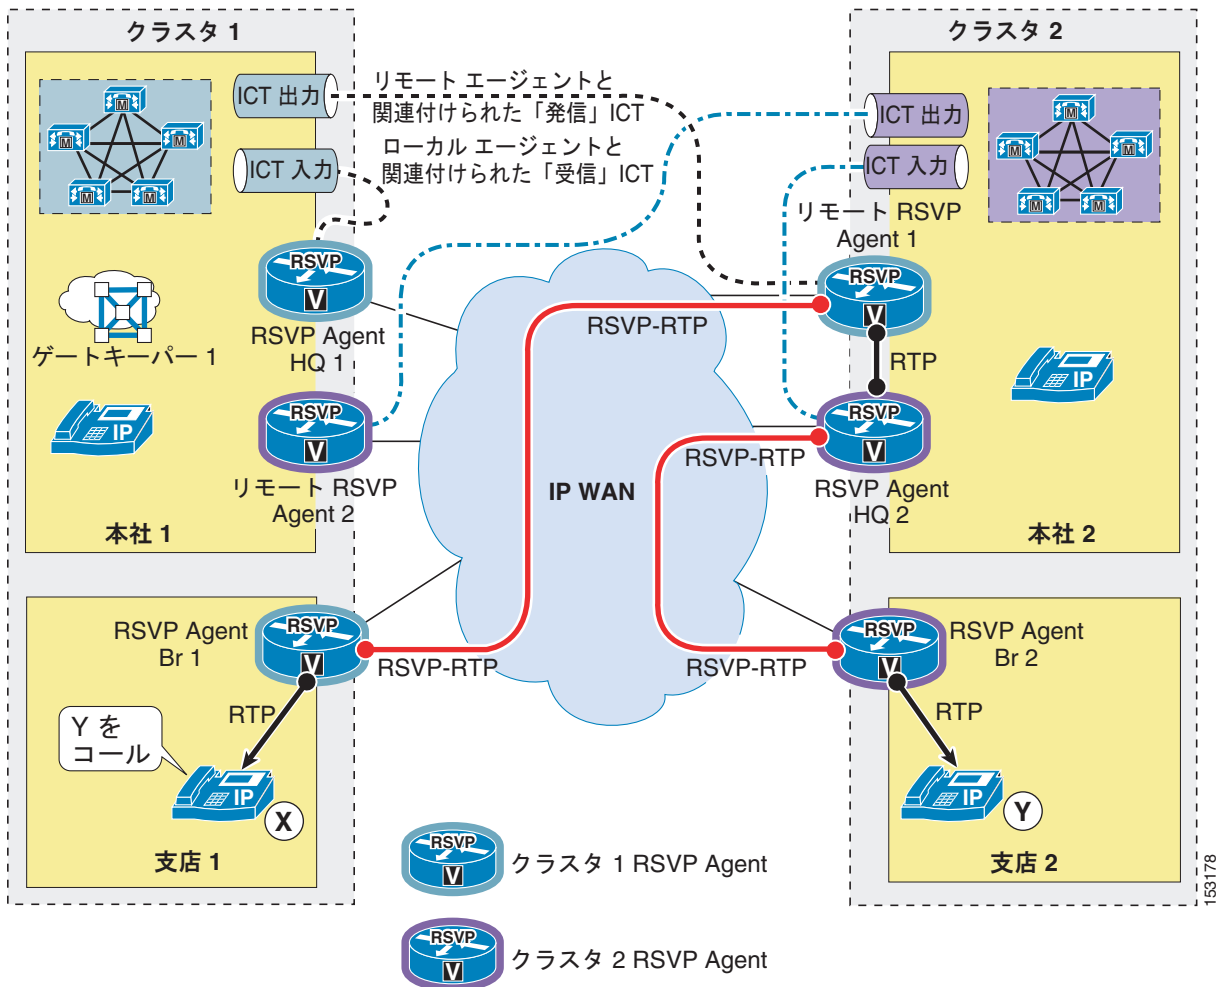 クラスタ 1
クラスタ 2
ICT 出力
リモート エージェントと
関連付けられた「発信」ICT
ICT 出力
ICT 入力
ローカル エージェントと
関連付けられた「受信」ICT
ICT 入力
M
M
M
M
M
M
M
M
M
M
リモート RSVP
Agent 1
RSVP
V
RSVP Agent
HQ 1
RSVP
V
RSVP-RTP
ゲートキーパー 1
RTP
IP
IP
RSVP
V
リモート RSVP
Agent 2
RSVP
V
RSVP-RTP
RSVP Agent
HQ 2
IP WAN
本社 1
本社 2
RSVP Agent
Br 1
RSVP
V
RSVP-RTP
RSVP-RTP
RSVP
V
RSVP Agent
Br 2
RTP
RTP
Y を
コール
IP
X
IP
Y
支店 1
支店 2
RSVP
V
クラスタ 1 RSVP Agent
RSVP
V
クラスタ 2 RSVP Agent
153178